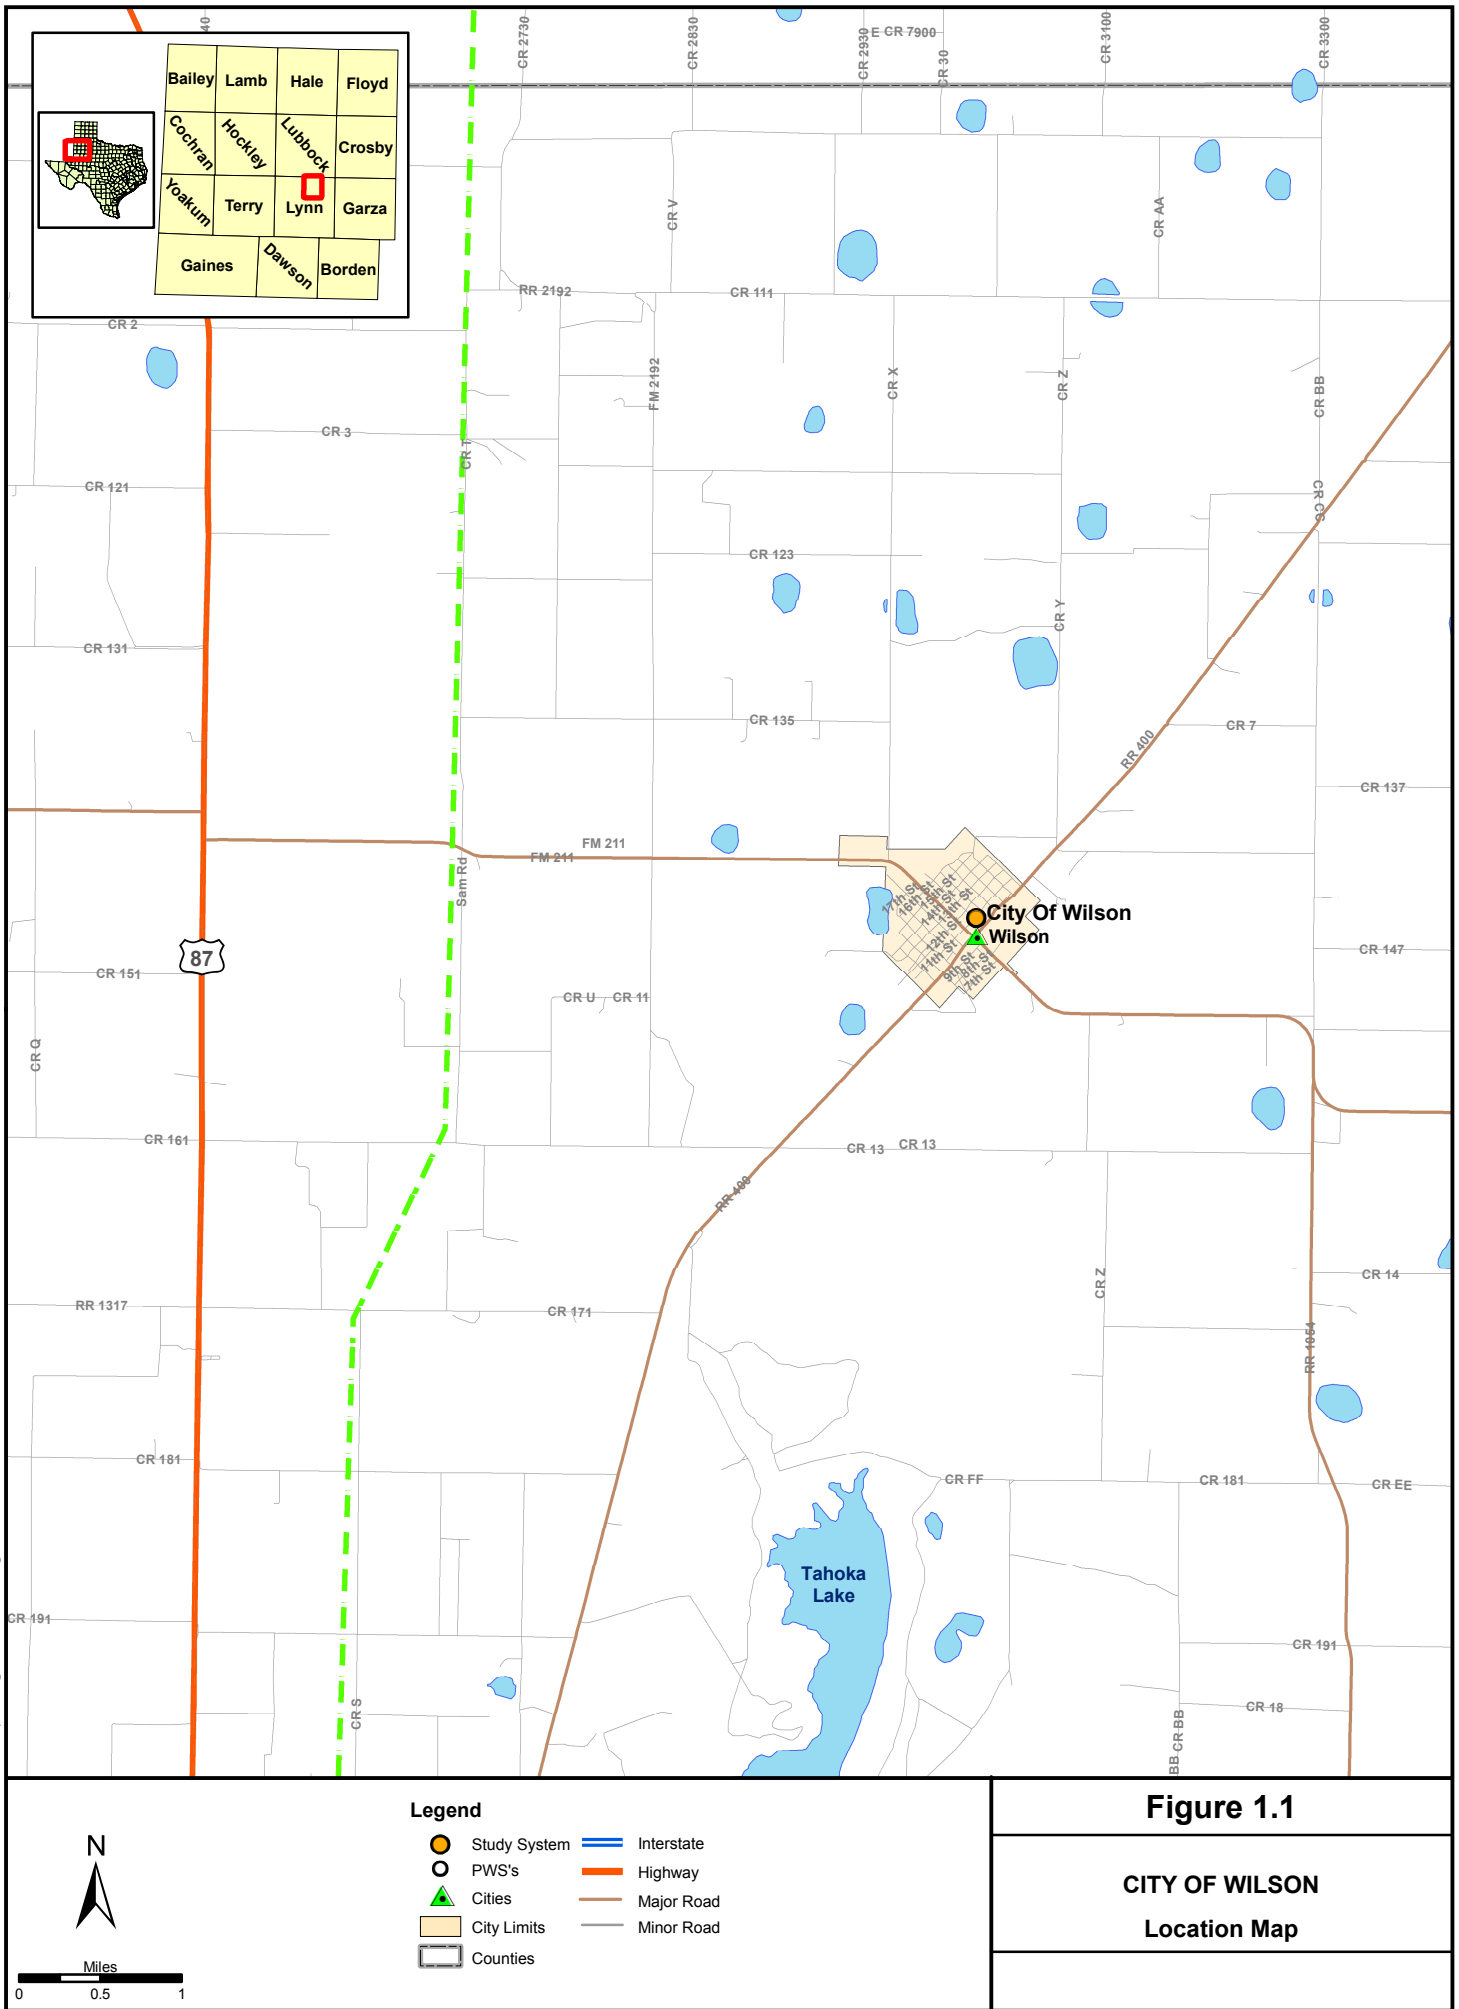 40
CR 2730
CR 2830
CR 2930
E CR 7900
CR 30
CR 3100
CR 3300
Bailey
Lamb
Hale
Floyd
Cochran
Hockley
Lubbock
Crosby
Yoakum
Terry
Lynn
Garza
Gaines
Dawson
Borden
CR V
CR AA
RR 2192
CR 111
CR 2
FM 2192
CR X
CR Z
CR BB
CR 3
CR T
CR 121
CR CC
CR 123
CR Y
CR 131
CR 135
CR 7
RR 400
CR 137
FM 211
FM 211
Sam Rd
17th St
16th St
15th St
14th St
13th St
12th St
11th St
9th St
8th St
7th St
City Of Wilson
Wilson
CR 147
87
CR 151
CR U
CR 11
CR Q
CR 161
CR 13
CR 13
RR 400
CR Z
CR 14
RR 1317
CR 171
RR 1054
CR 181
CR FF
CR 181
CR EE
Tahoka
Lake
CR 191
CR 191
CR S
CR 18
BB CR BB
N
Miles
0
0.5
1
Legend
Study System
PWS's
Cities
City Limits
Counties
Interstate
Highway
Major Road
Minor Road
Figure 1.1
CITY OF WILSON
Location Map